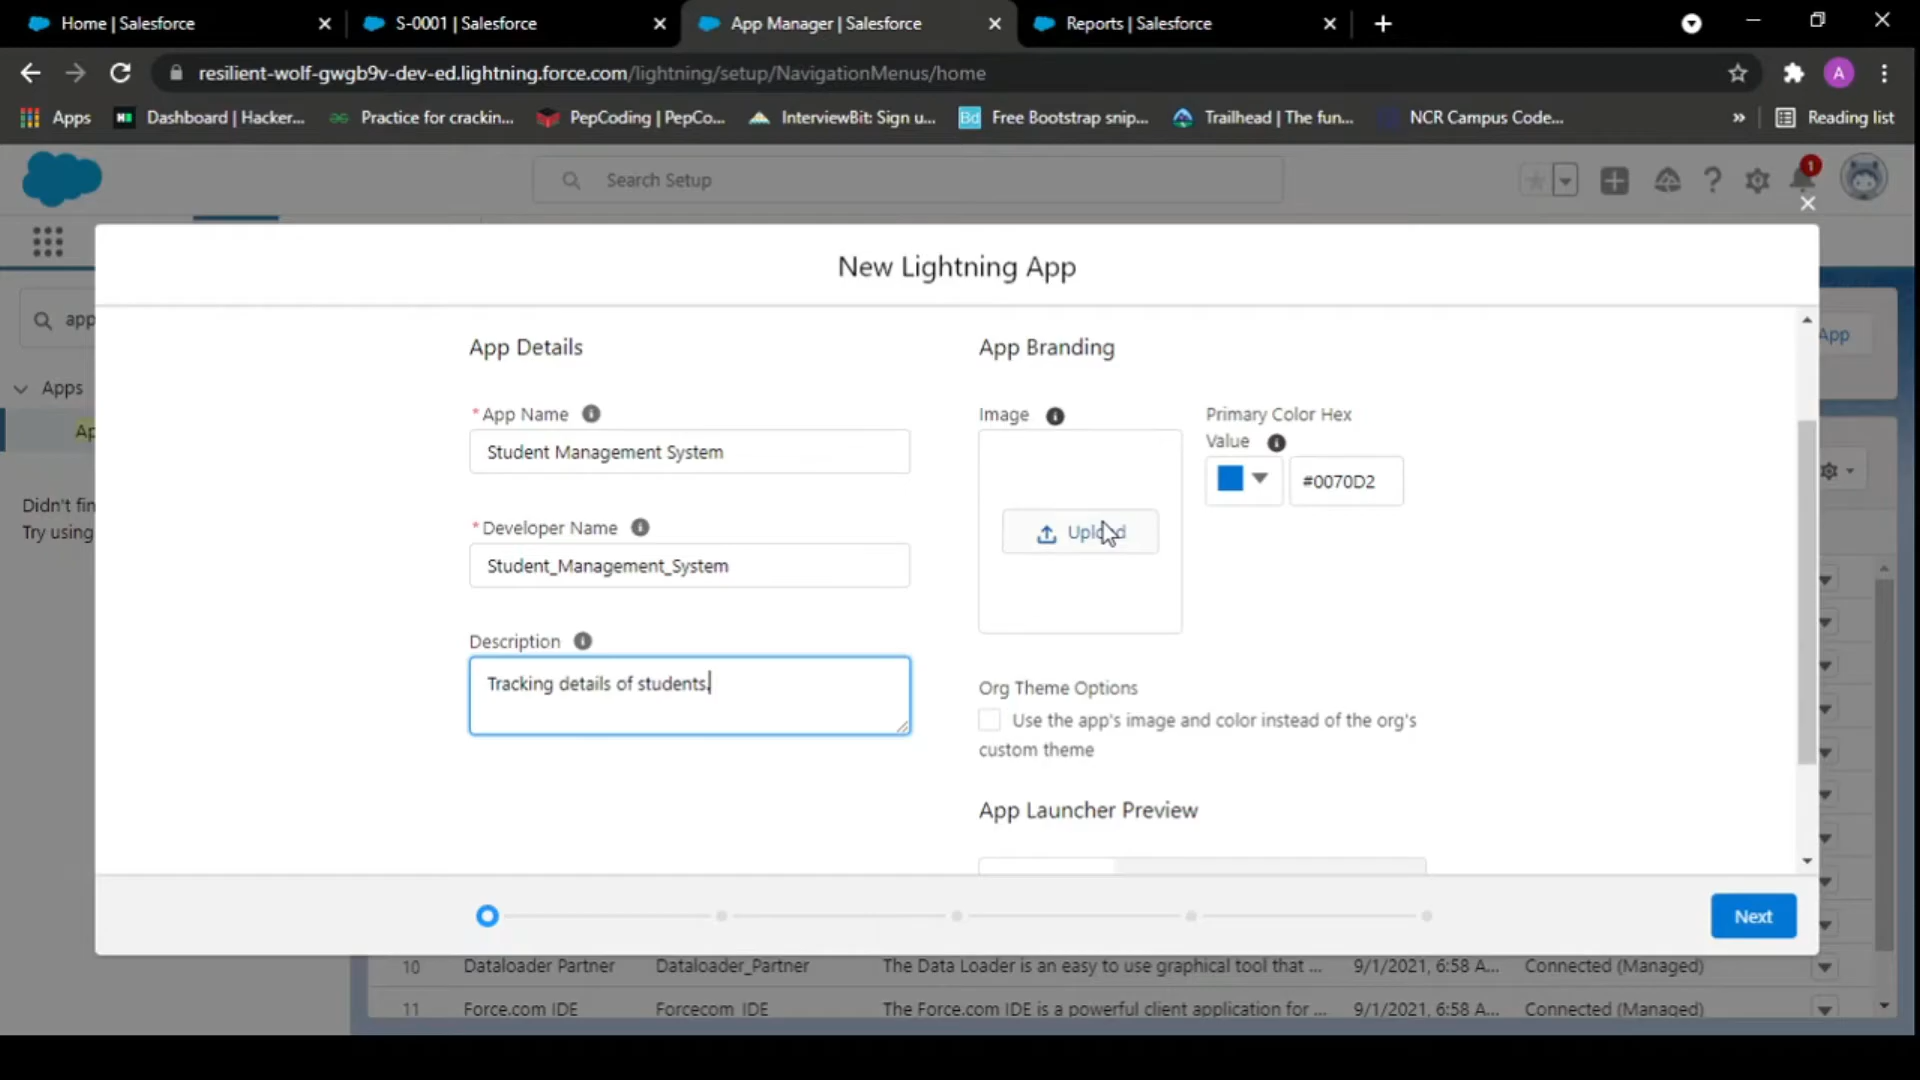 Home | Salesforce
S-0001 | Salesforce
App Manager | Salesforce
Reports | Salesforce
resilient-wolf-gwgb9v-dev-ed.lightning.force.com/lightning/setup/NavigationMenus/home
A
Apps
Dashboard | Hacker...
Practice for crackin...
PepCoding | PepCo...
InterviewBit: Sign u...
Bd
Free Bootstrap snip...
Trailhead | The fun...
NCR Campus Code...
»
Reading list
Search Setup
1
New Lightning App
app
App
Apps
Ap
Didn't fin
Try using
App Details
App Branding
* App Name
Student Management System
Image
Primary Color Hex
Value
Upload
#0070D2
* Developer Name
Student_Management_System
Description
Tracking details of students.
Org Theme Options
Use the app's image and color instead of the org's
custom theme
App Launcher Preview
Next
10 Dataloader Partner Dataloader_Partner The Data Loader is an easy to use graphical tool that ... 9/1/2021, 6:58 A... Connected (Managed)
11 Force.com IDE Forcecom_IDE The Force.com IDE is a powerful client application for ... 9/1/2021, 6:58 A... Connected (Managed)